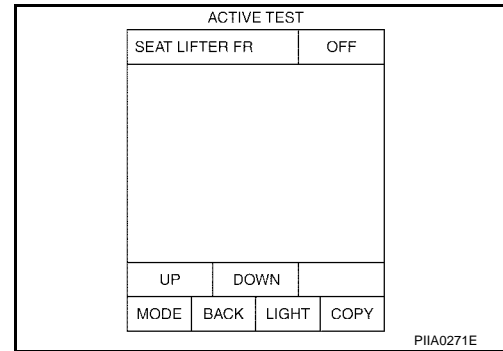 ACTIVE TEST
SEAT LIFTER FR OFF
UP DOWN
MODE BACK LIGHT COPY
PIIA0271E